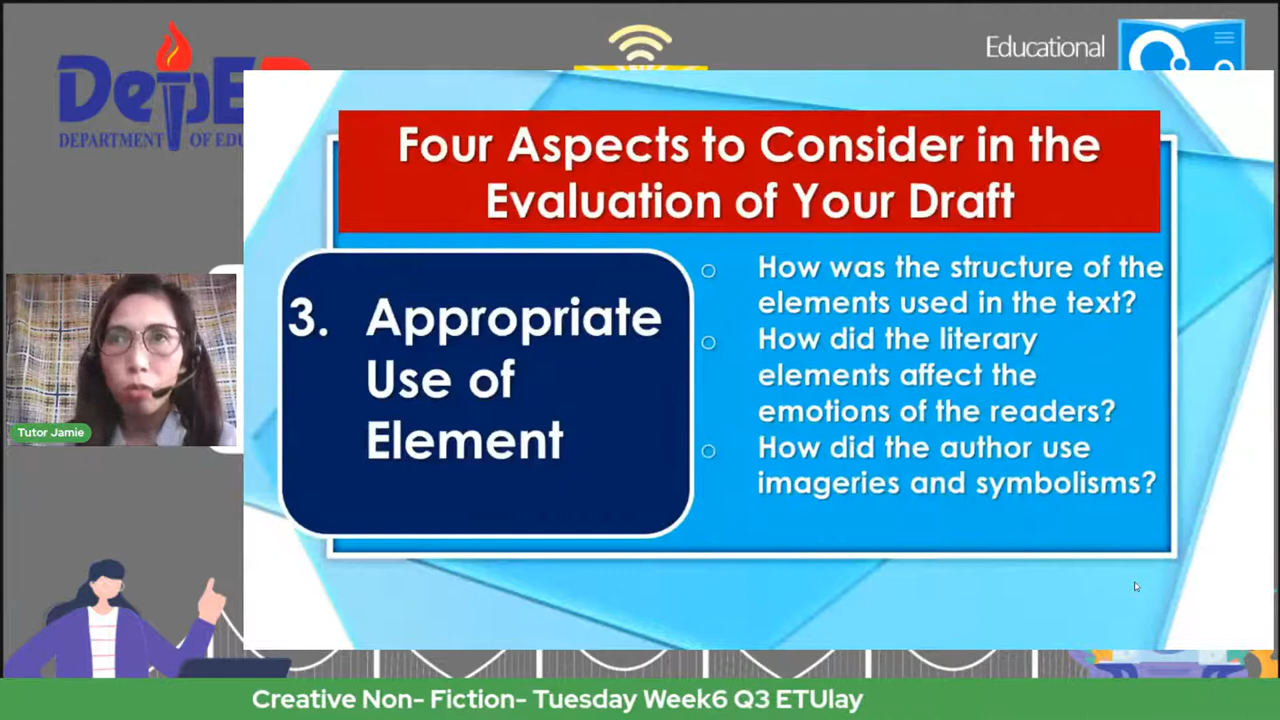 DepE
DEPARTMENT OF EDU
Educational
Four Aspects to Consider in the
Evaluation of Your Draft
3. Appropriate
Use of
Element
○ How was the structure of the
elements used in the text?
○ How did the literary
elements affect the
emotions of the readers?
○ How did the author use
imageries and symbolisms?
Tutor Jamie
Creative Non- Fiction- Tuesday Week6 Q3 ETUlay